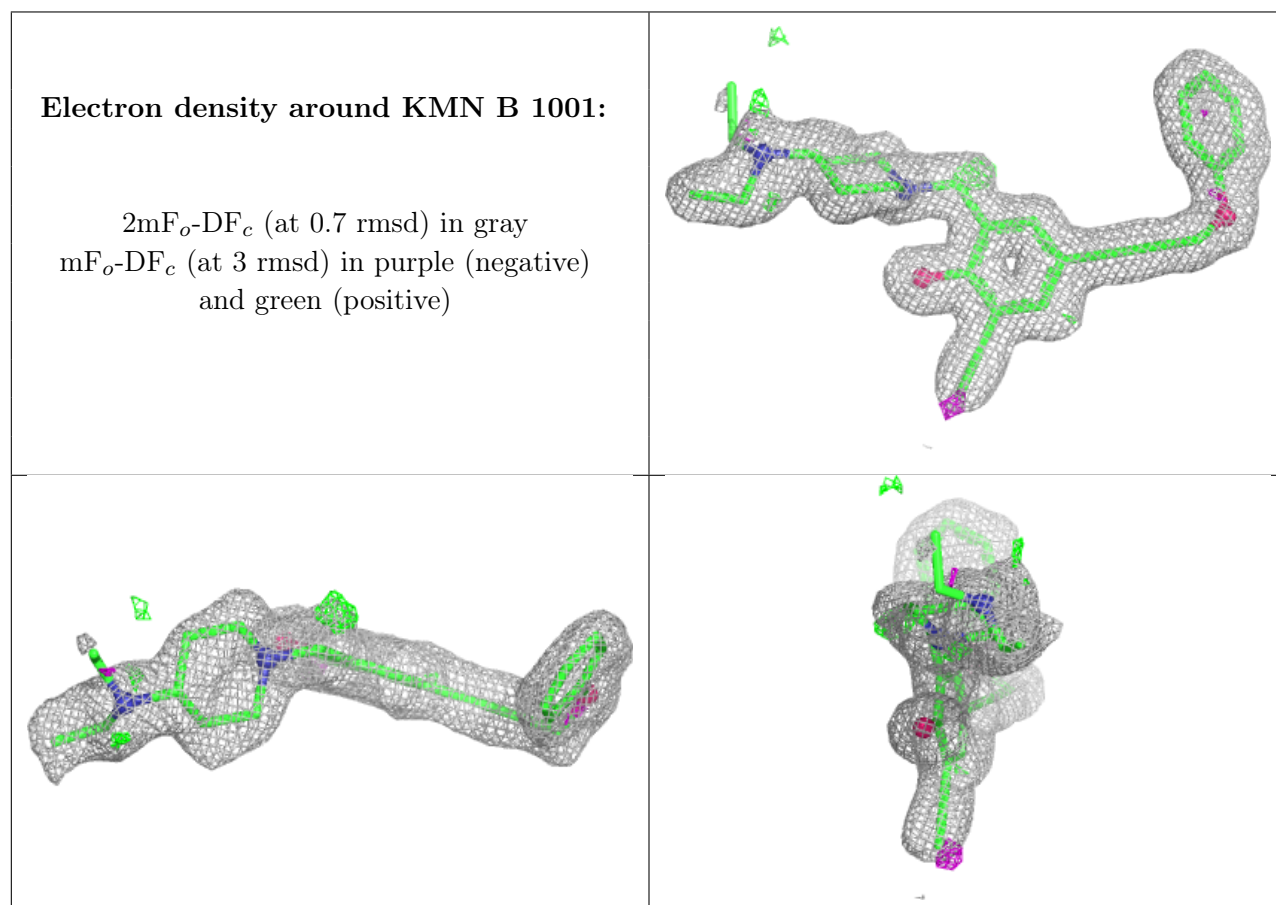 Electron density around KMN B 1001:
2mFo-DFc (at 0.7 rmsd) in gray
mFo-DFc (at 3 rmsd) in purple (negative)
and green (positive)